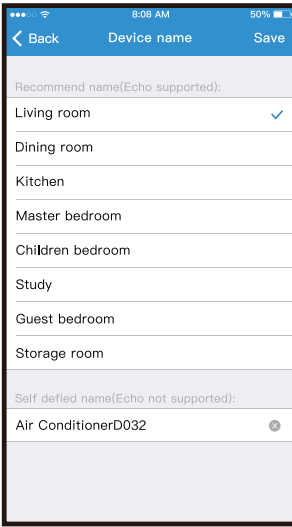 8:08 AM
50%
Back
Device name
Save
Recommend name(Echo supported):
Living room
Dining room
Kitchen
Master bedroom
Children bedroom
Study
Guest bedroom
Storage room
Self defied name(Echo not supported):
Air ConditionerD032